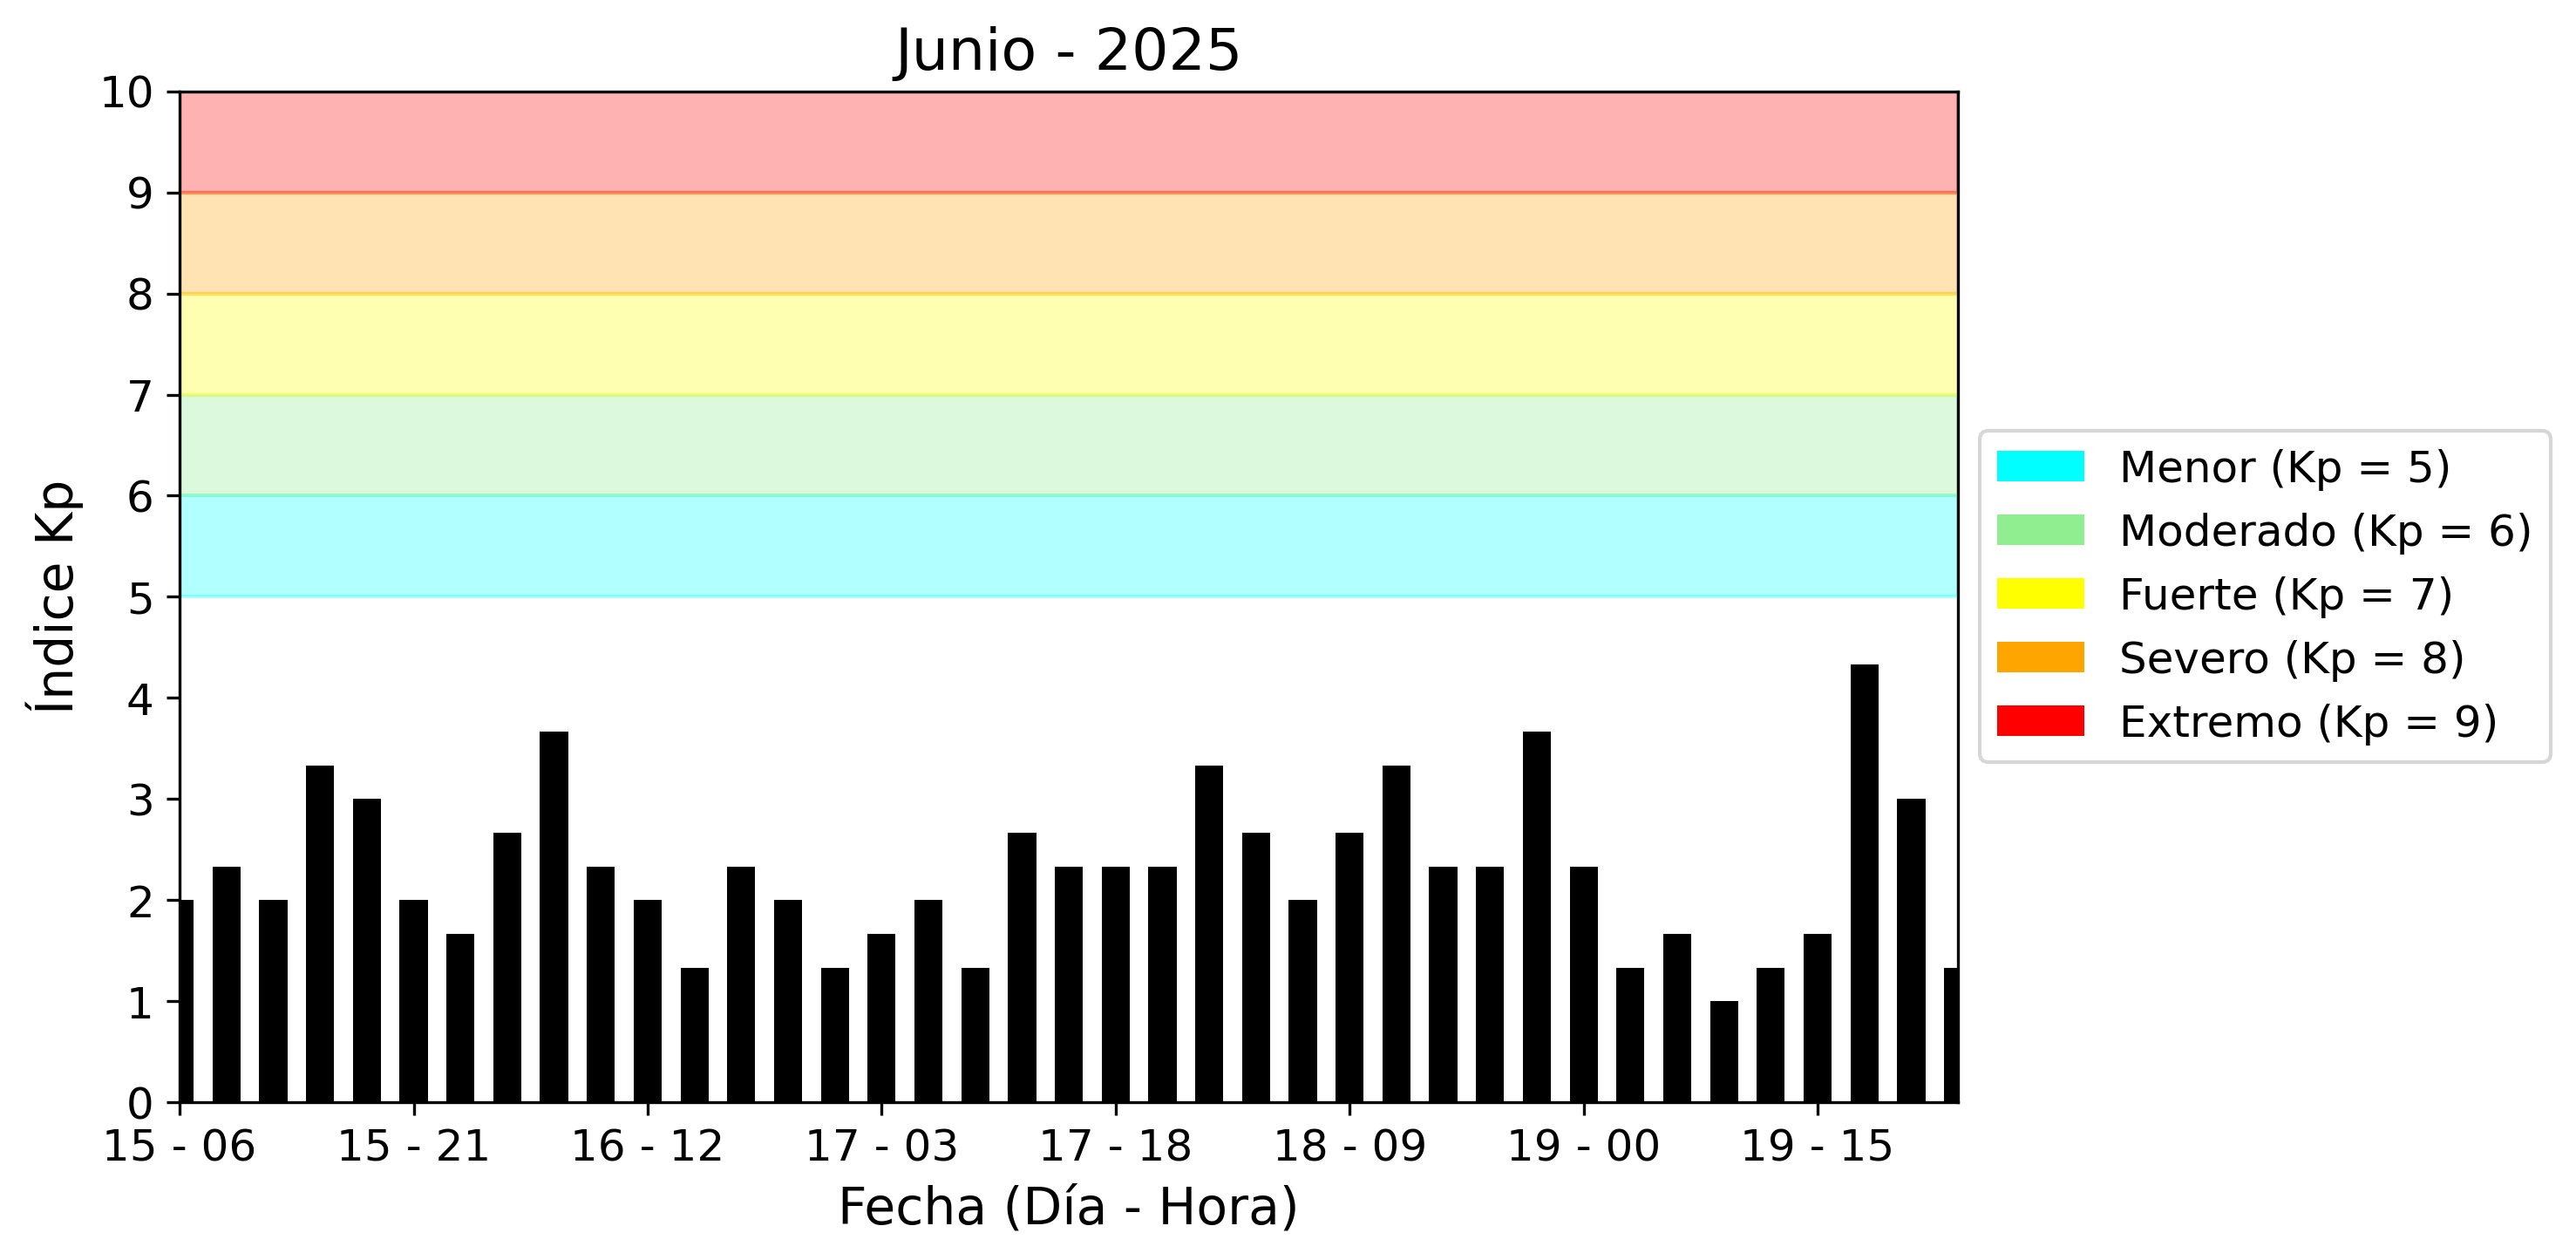 Junio - 2025
Índice Kp
10
9
8
7
6
5
4
3
2
1
0
15 - 06
15 - 21
16 - 12
17 - 03
17 - 18
18 - 09
19 - 00
19 - 15
Fecha (Día - Hora)
Menor (Kp = 5)
Moderado (Kp = 6)
Fuerte (Kp = 7)
Severo (Kp = 8)
Extremo (Kp = 9)